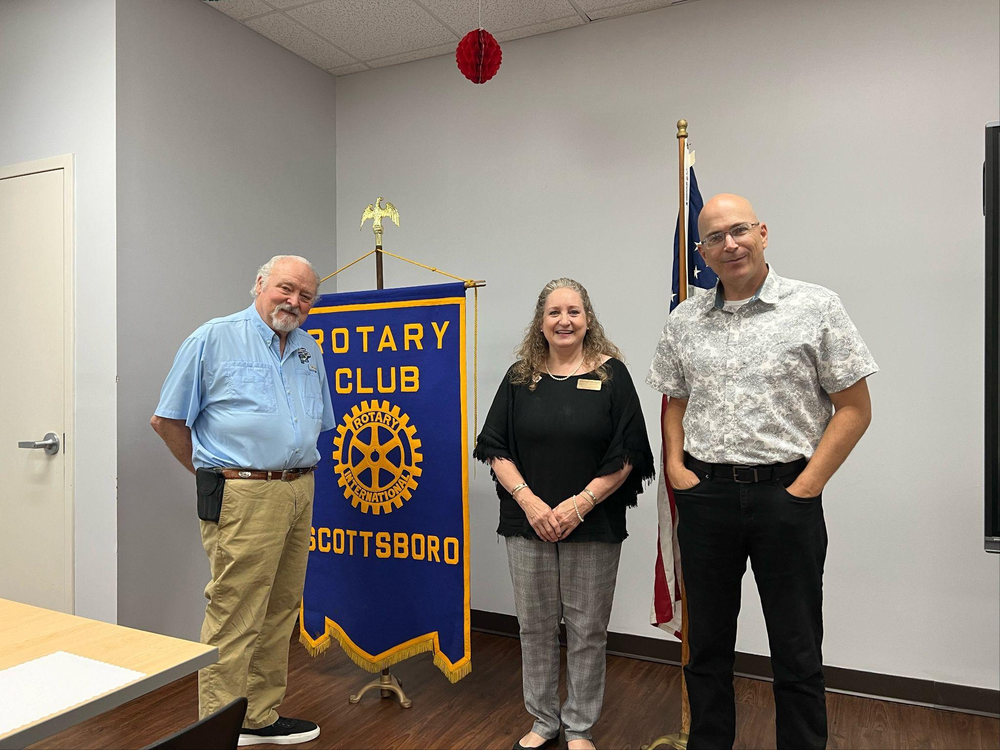 ROTARY
CLUB
ROTARY
INTERNATIONAL
SCOTTSBORO